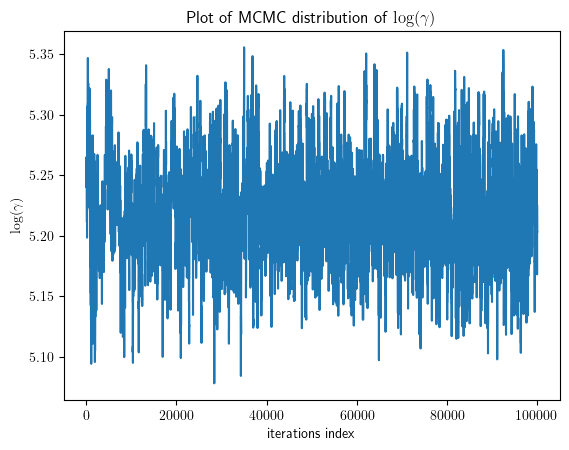 Plot of MCMC distribution of log(γ)
log(γ)
5.35
5.30
5.25
5.20
5.15
5.10
0 20000 40000 60000 80000 100000
iterations index